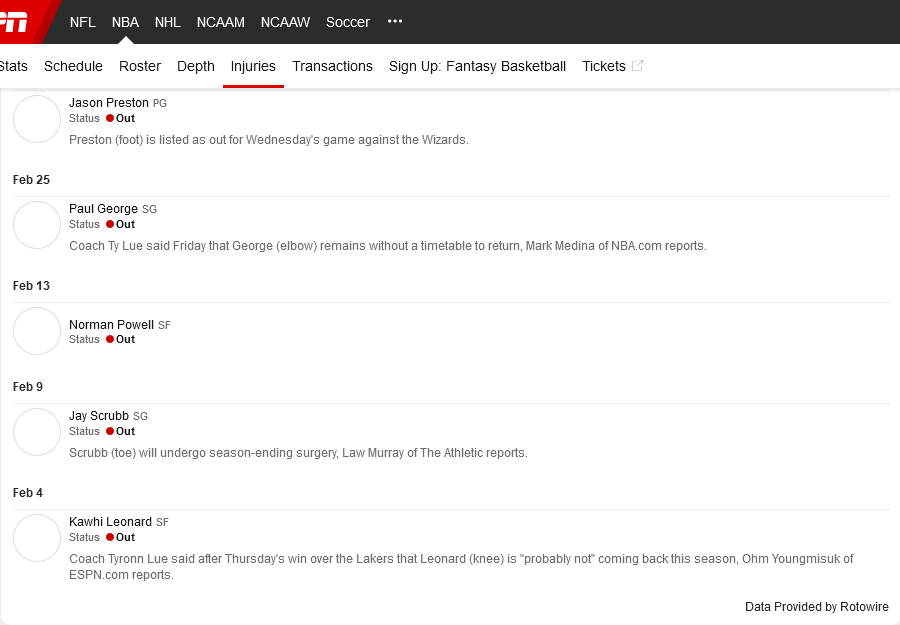 NFL NBA NHL NCAAM NCAAW Soccer •••
Stats Schedule Roster Depth Injuries Transactions Sign Up: Fantasy Basketball Tickets
Jason Preston PG
Status Out
Preston (foot) is listed as out for Wednesday's game against the Wizards.
Feb 25
Paul George SG
Status Out
Coach Ty Lue said Friday that George (elbow) remains without a timetable to return, Mark Medina of NBA.com reports.
Feb 13
Norman Powell SF
Status Out
Feb 9
Jay Scrubb SG
Status Out
Scrubb (toe) will undergo season-ending surgery, Law Murray of The Athletic reports.
Feb 4
Kawhi Leonard SF
Status Out
Coach Tyronn Lue said after Thursday's win over the Lakers that Leonard (knee) is "probably not" coming back this season, Ohm Youngmisuk of
ESPN.com reports.
Data Provided by Rotowire